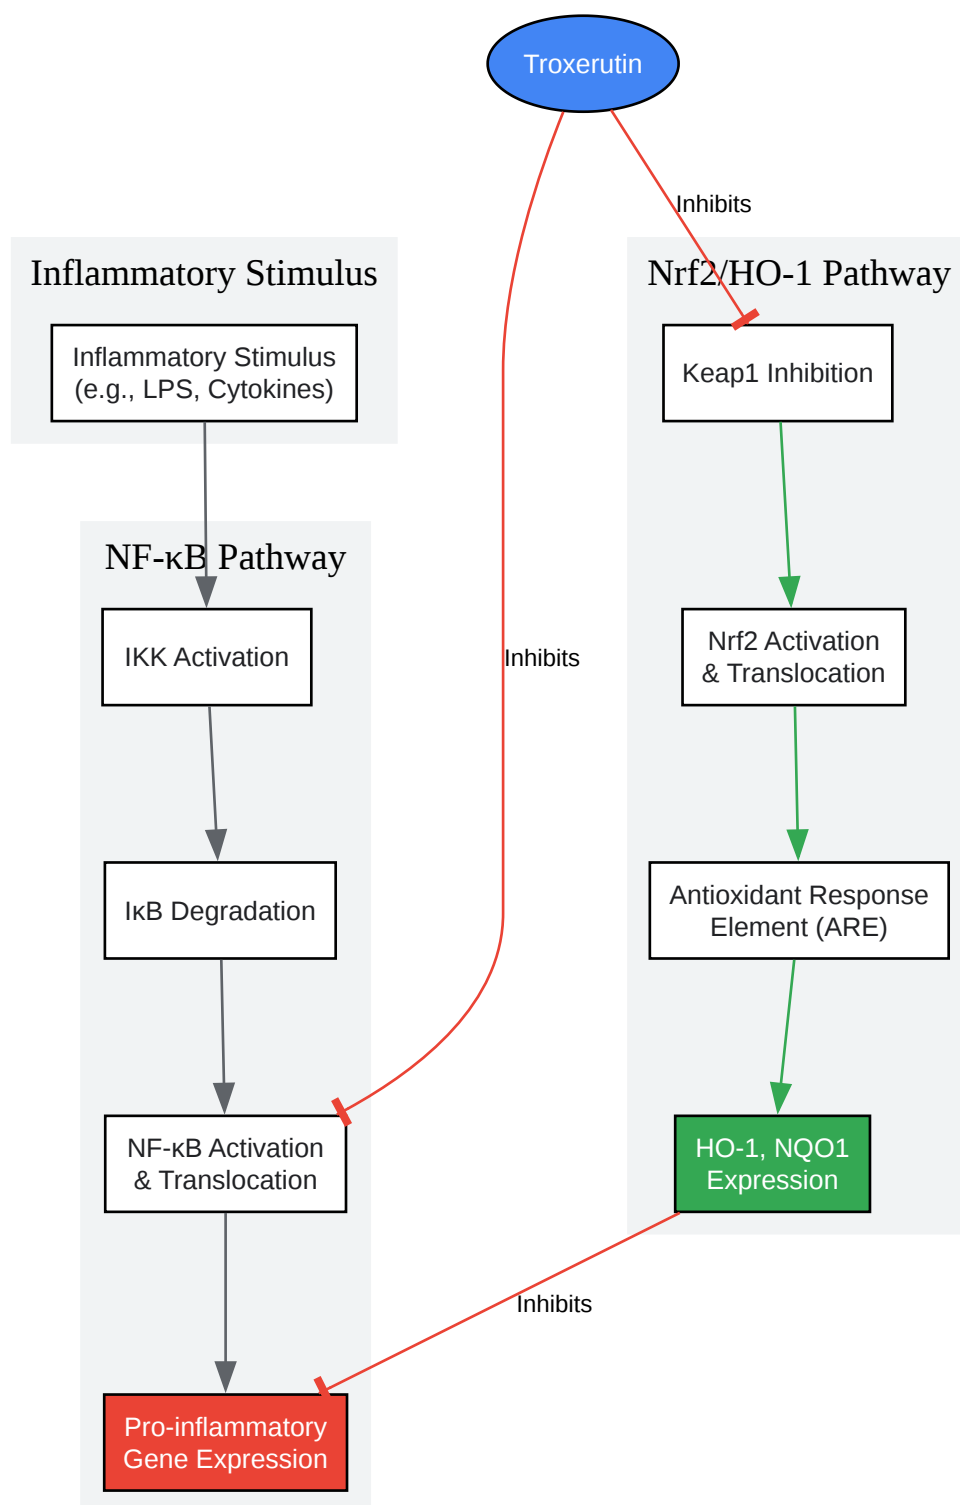 Troxerutin
Inhibits
Inflammatory Stimulus
Nrf2/HO-1 Pathway
Inflammatory Stimulus
(e.g., LPS, Cytokines)
Keap1 Inhibition
NF-κB Pathway
IKK Activation
Inhibits
Nrf2 Activation
& Translocation
IκB Degradation
Antioxidant Response
Element (ARE)
NF-κB Activation
& Translocation
HO-1, NQO1
Expression
Inhibits
Pro-inflammatory
Gene Expression